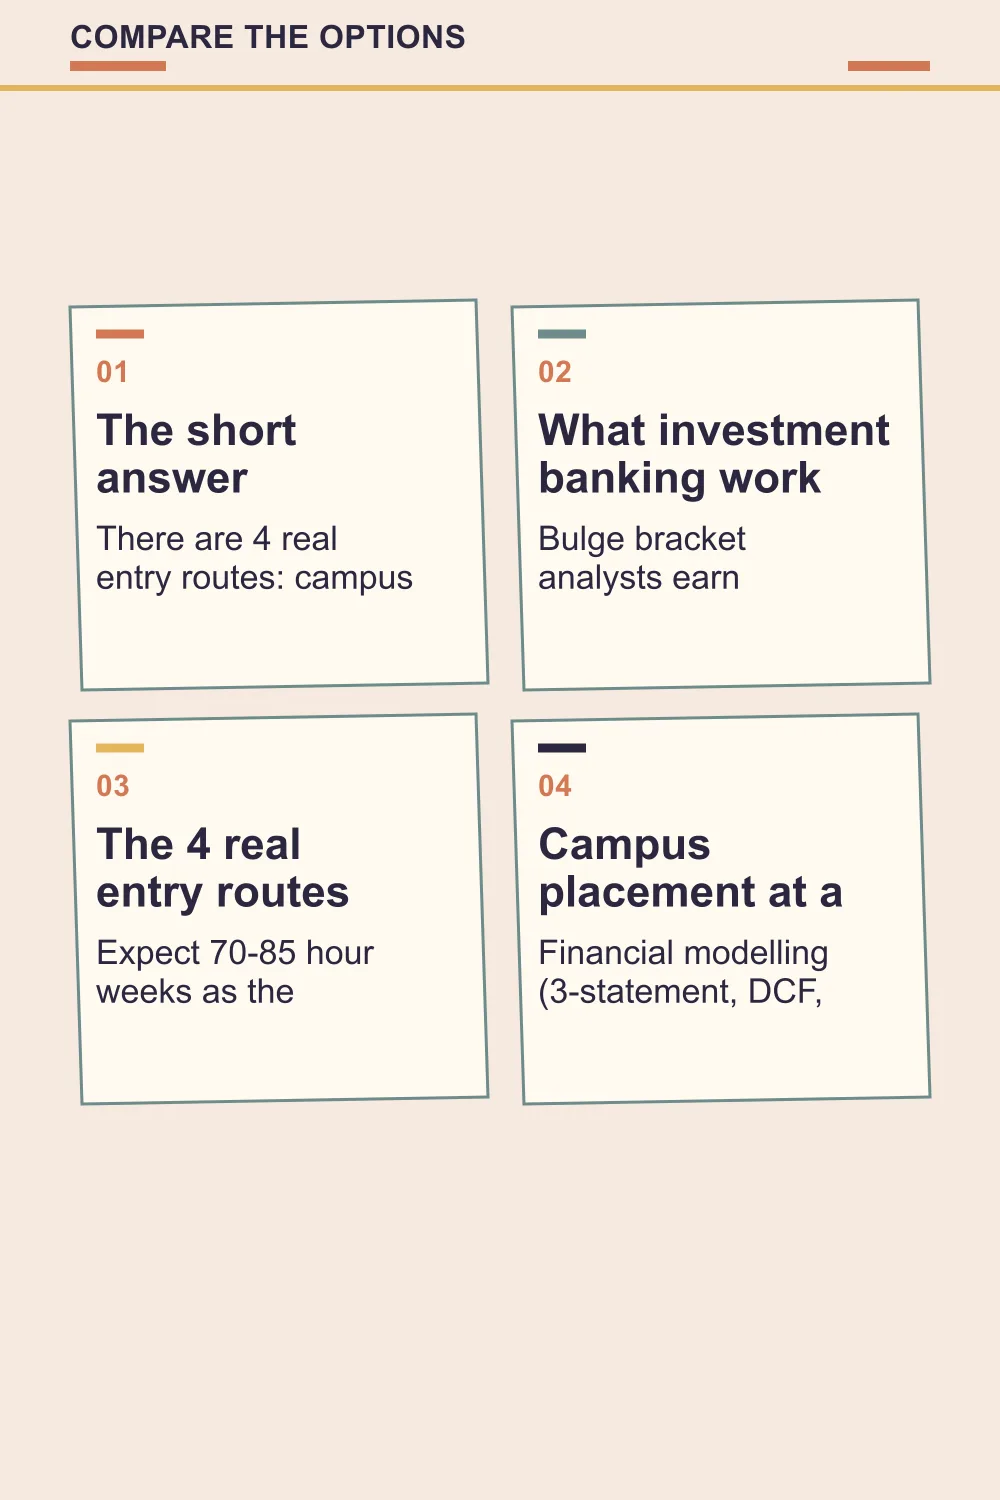 COMPARE THE OPTIONS
01
The short
answer
There are 4 real
entry routes: campus
02
What investment
banking work
Bulge bracket
analysts earn
03
The 4 real
entry routes
Expect 70-85 hour
weeks as the
04
Campus
placement at a
Financial modelling
(3-statement, DCF,